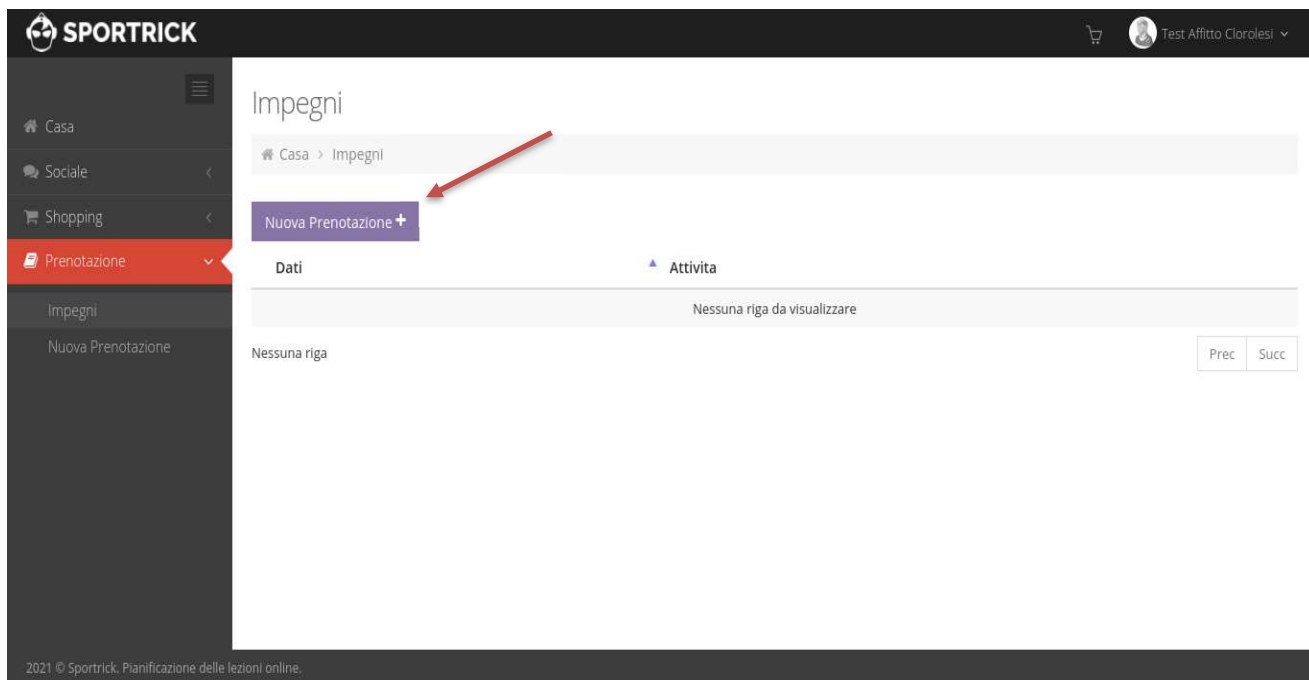 SPORTRICK
Test Affitto Clorolesi
Casa
Sociale
Shopping
Prenotazione
Impegni
Nuova Prenotazione
Impegni
Casa > Impegni
Nuova Prenotazione +
Dati Attivita
Nessuna riga da visualizzare
Nessuna riga
Prec Succ
2021 © Sportrick. Pianificazione delle lezioni online.